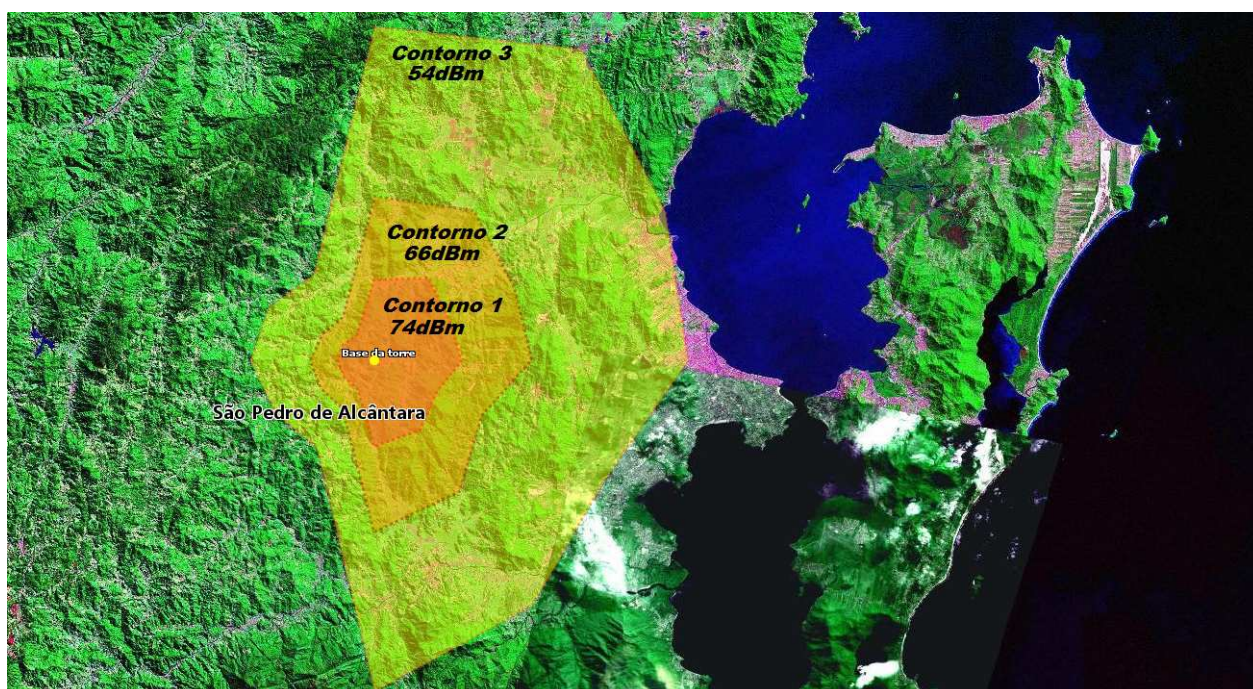 Contorno 3
54dBm
Contorno 2
66dBm
Contorno 1
74dBm
Base da torre
São Pedro de Alcântara